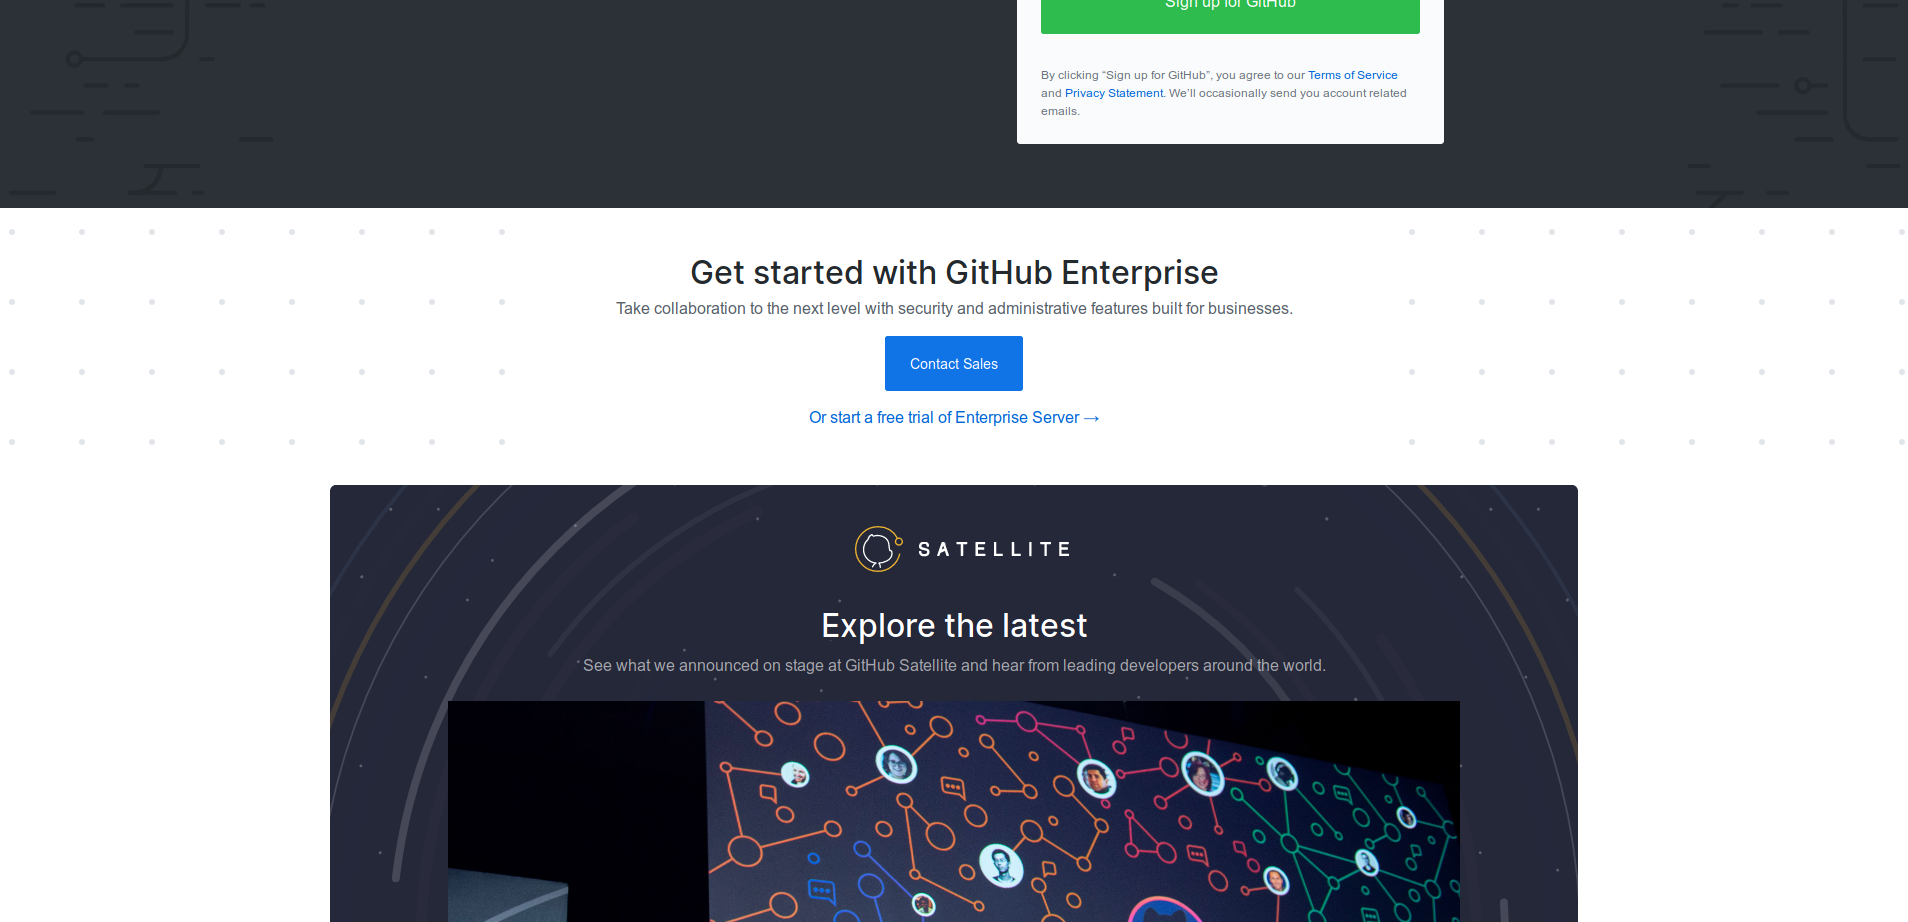 Sign up for GitHub
By clicking “Sign up for GitHub”, you agree to our Terms of Service
and Privacy Statement. We’ll occasionally send you account related
emails.
Get started with GitHub Enterprise
Take collaboration to the next level with security and administrative features built for businesses.
Contact Sales
Or start a free trial of Enterprise Server →
SATELLITE
Explore the latest
See what we announced on stage at GitHub Satellite and hear from leading developers around the world.